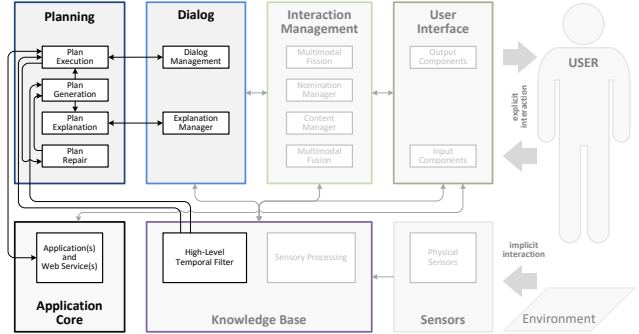 Planning
Plan
Execution
Plan
Generation
Plan
Explanation
Plan
Repair
Dialog
Dialog
Management
Explanation
Manager
Interaction
Management
Multimodal
Fission
Nomination
Manager
Content
Manager
Multimodal
Fusion
User
Interface
Output
Components
Input
Components
explicit
interaction
USER
Application(s)
and
Web Service(s)
Application
Core
High-Level
Temporal Filter
Sensory Processing
Knowledge Base
Physical
Sensors
Sensors
implicit
interaction
Environment